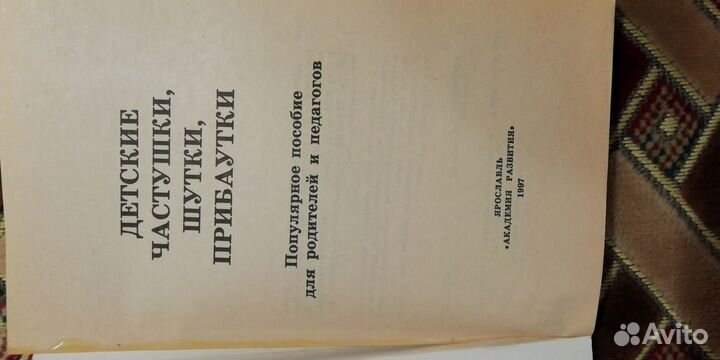 ДЕТСКИЕ
ЧАСТУШКИ,
ШУТКИ,
ПРИБАУТКИ
Популярное пособие
для родителей и педагогов
ЯРОСЛАВЛЬ
«АКАДЕМИЯ РАЗВИТИЯ»
1997
Avito